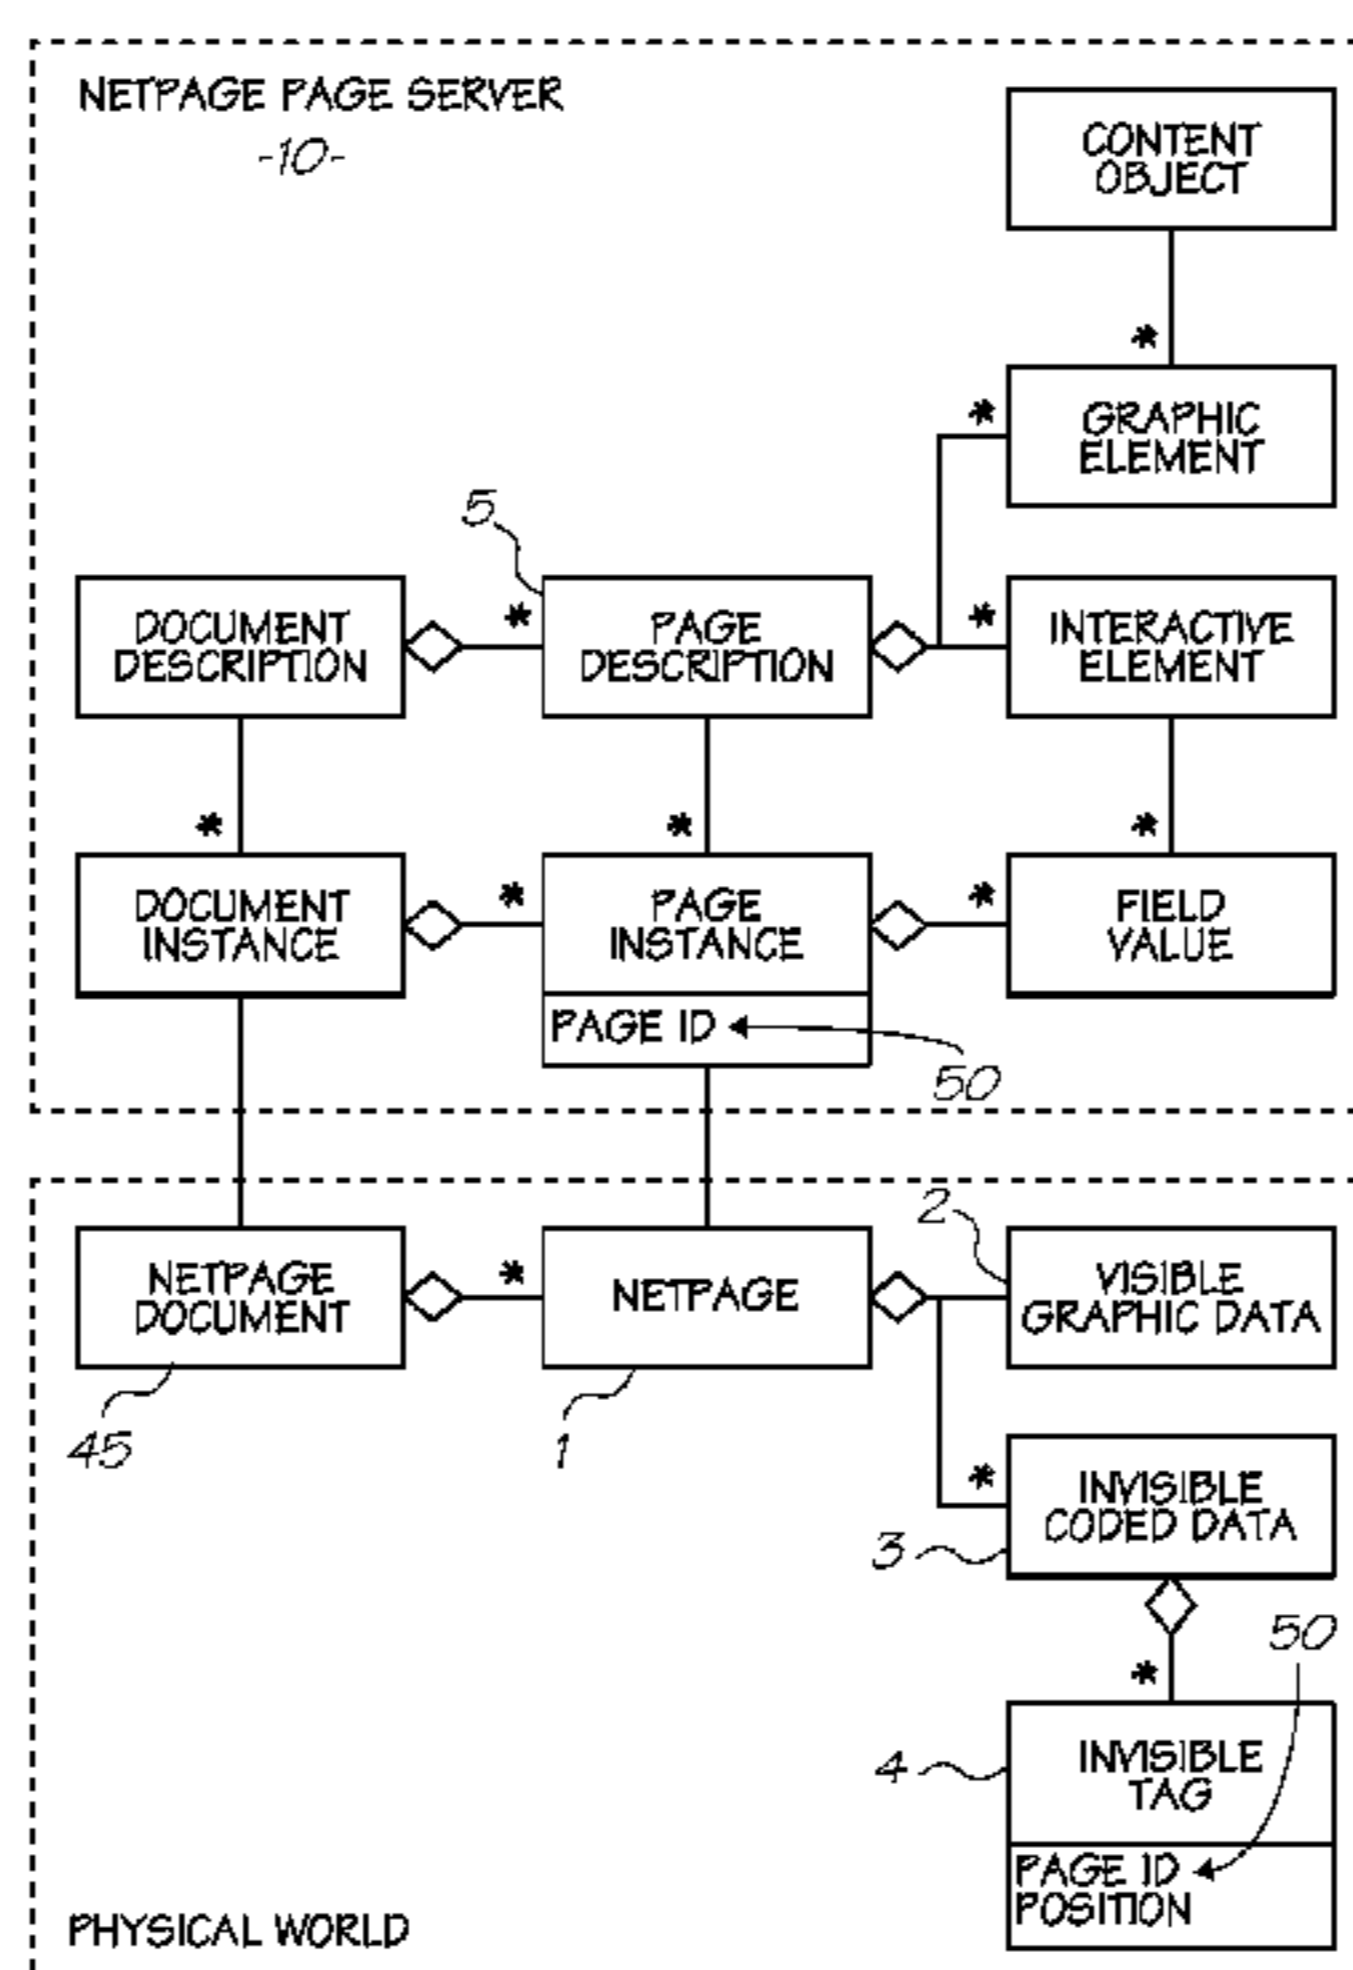 NETPAGE PAGE SERVER
-10-
CONTENT
OBJECT
*
*
GRAPHIC
ELEMENT
5
DOCUMENT
DESCRIPTION
*
PAGE
DESCRIPTION
*
INTERACTIVE
ELEMENT
*
*
*
DOCUMENT
INSTANCE
*
PAGE
INSTANCE
*
FIELD
VALUE
PAGE ID
50
2
NETPAGE
DOCUMENT
*
NETPAGE
VISIBLE
GRAPHIC DATA
45
1
*
INVISIBLE
CODED DATA
3
50
*
4
INVISIBLE
TAG
PAGE ID
POSITION
PHYSICAL WORLD